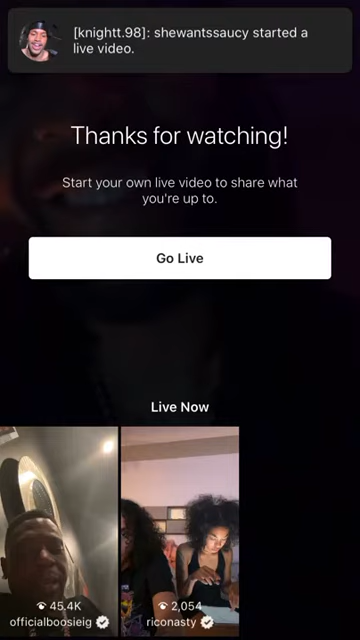 [knightt.98]: shewantssaucy started a
live video.
Thanks for watching!
Start your own live video to share what
you're up to.
Go Live
Live Now
45.4K
2,054
officialboosieig
riconasty